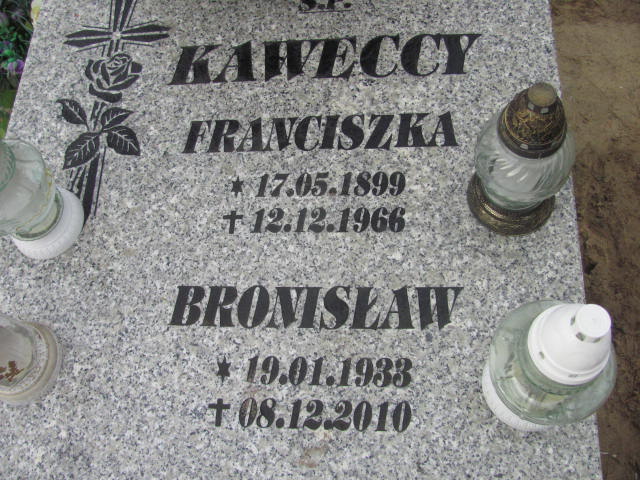 Ś.P.
KAWECCY
FRANCISZKA
* 17.05.1899
✝ 12.12.1966
BRONISŁAW
* 19.01.1933
✝ 08.12.2010